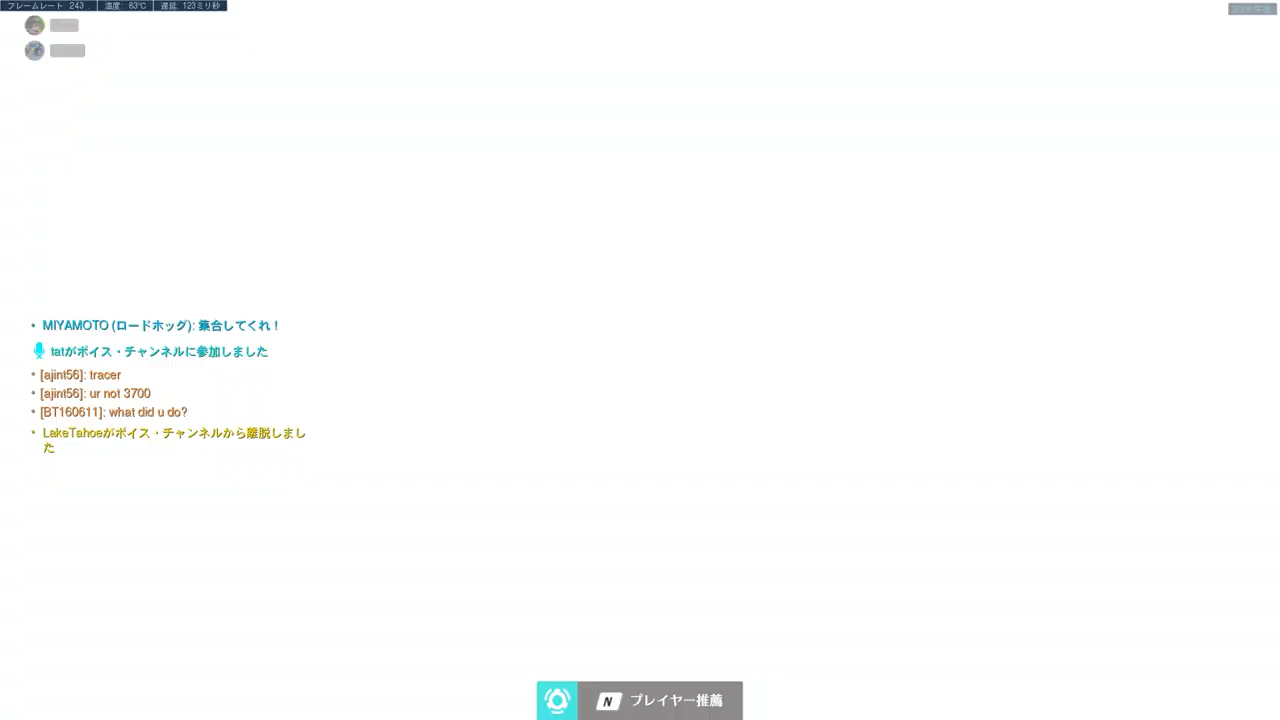 フレームレート 243
温度: 63℃
遅延: 123ミリ秒
• MIYAMOTO (ロードホッグ): 集合してくれ！
tatがボイス・チャンネルに参加しました
• [ajint56]: tracer
• [ajint56]: ur not 3700
• [BT160611]: what did u do?
• LakeTahoeがボイス・チャンネルから離脱しまし
た
N プレイヤー推薦